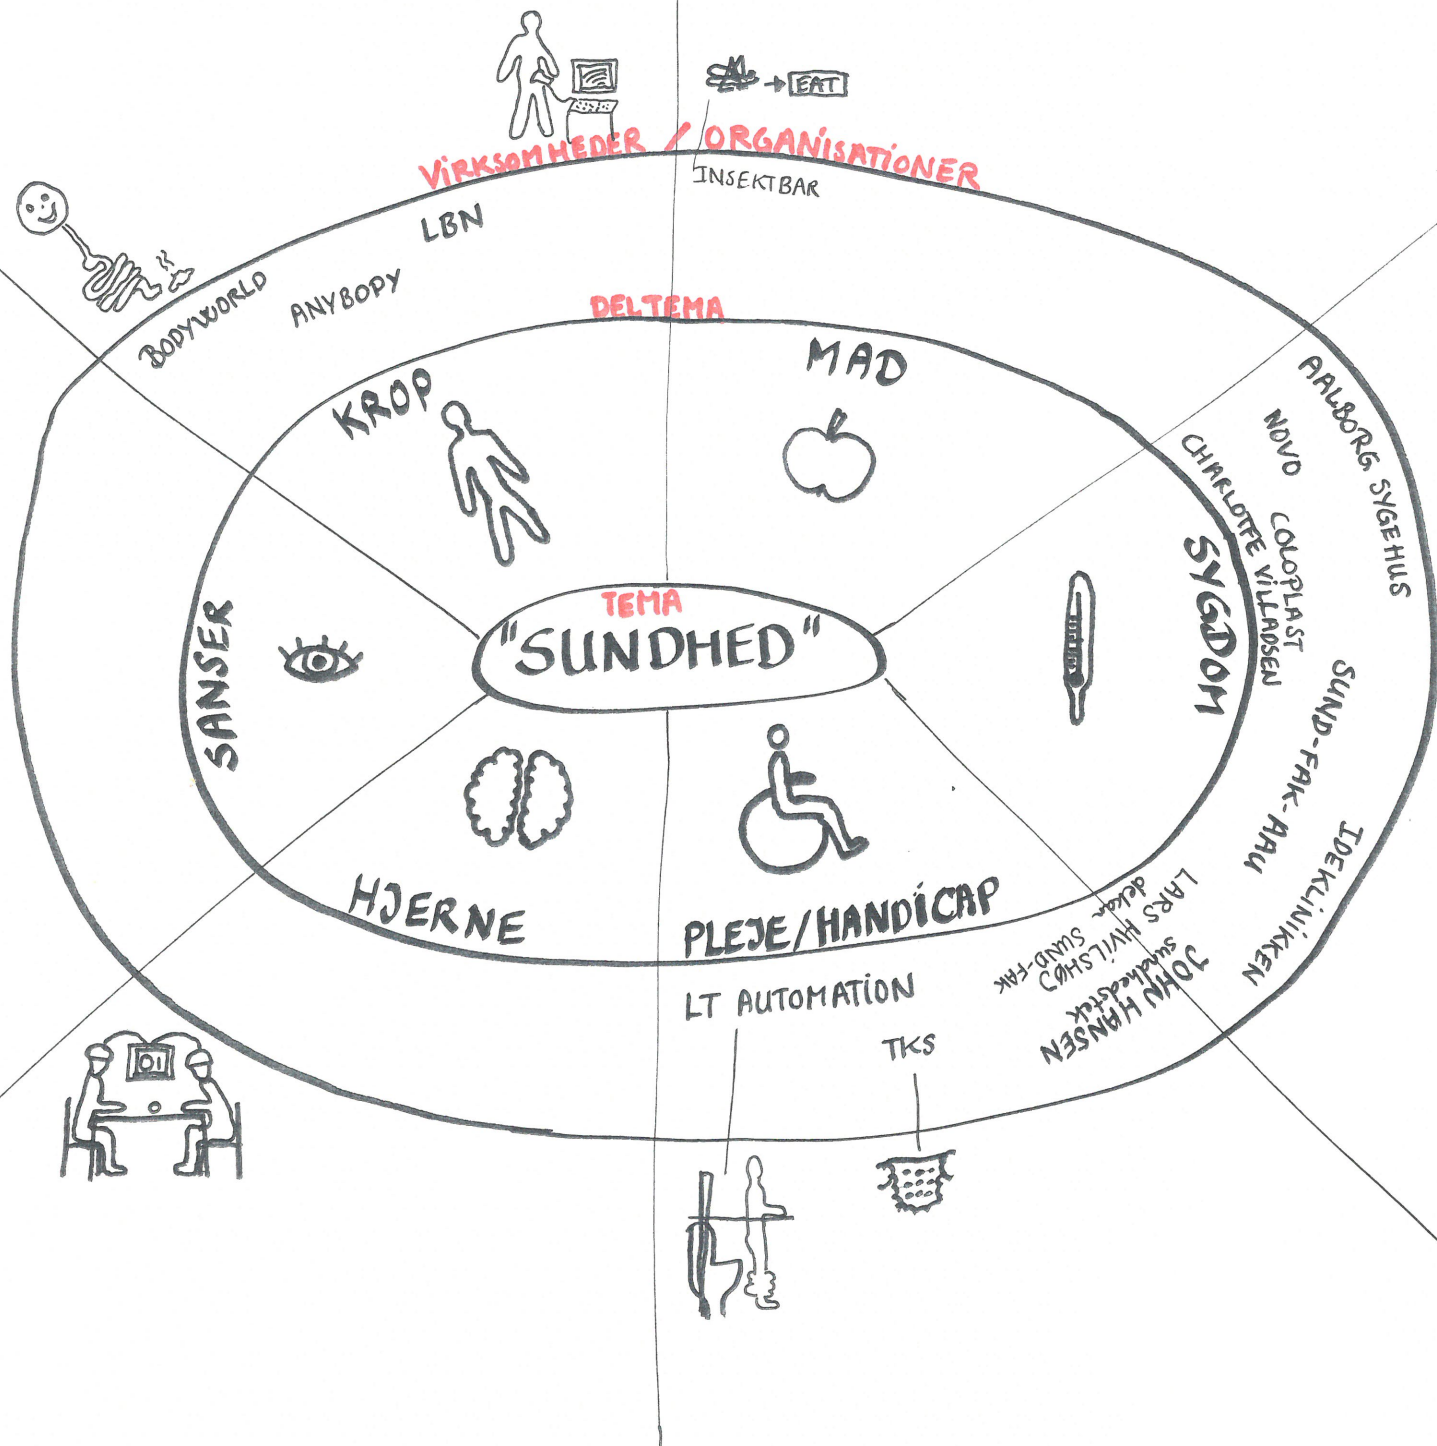 EAT
VIRKSOMHEDER / ORGANISATIONER
INSEKTBAR
LBN
ANYBOPY
BODYWORLD
DELTEMA
KROP
MAD
SANSER
TEMA
"SUNDHED"
SYGDOM
HJERNE
PLEJE/HANDICAP
AALBORG SYGEHUS
NOVO
COLOPLAST
CHARLOTTE VILLADSEN
SUND-FAK-AAU
IDEKLINIKKEN
LARS HVILSHØJ
dekan
SUND-FAK
JOHN HANSEN
sundhedstek
LT AUTOMATION
TKS